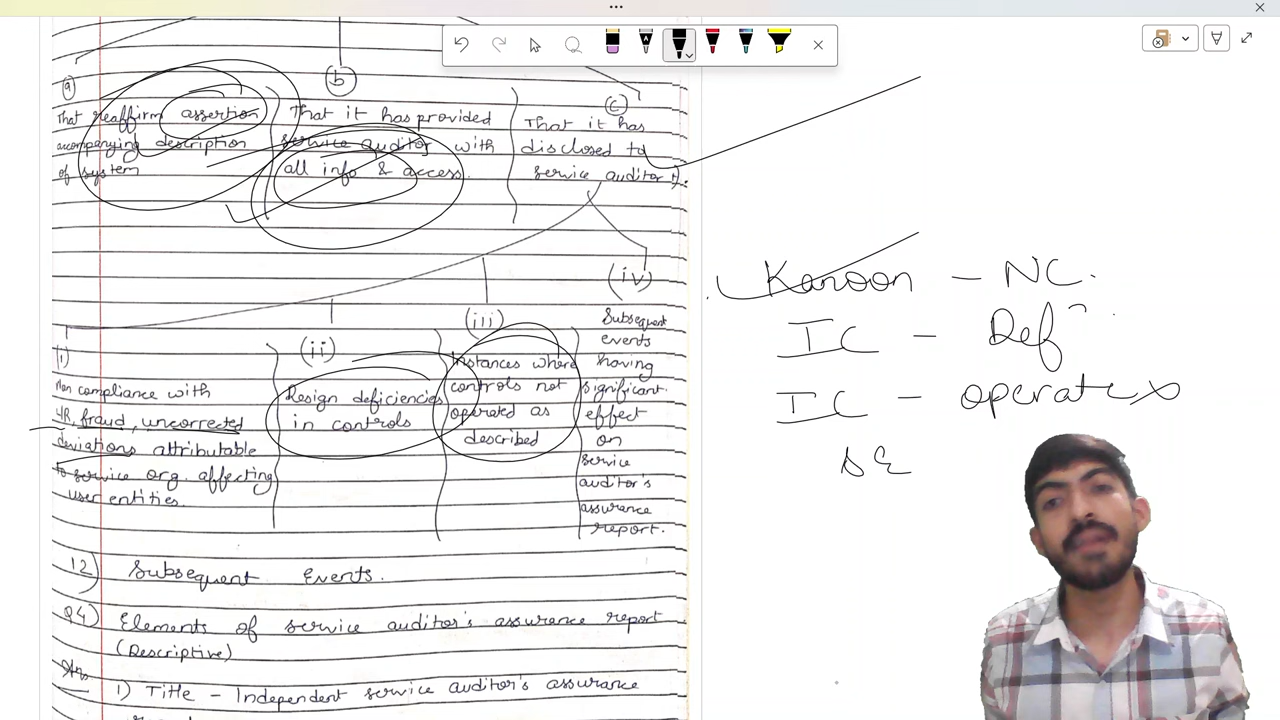 (a)
That reaffirm assertion
accompanying description
of system
(b)
That it has provided
service auditor with
all info & access.
(c)
That it has
disclosed to
service auditor :
(i)
Non compliance with
fraud, uncorrected
deviations attributable
to service org. affecting
user entities.
(ii)
Design deficiencies
in controls
(iii)
Instances where
controls not
operated as
described
(iv)
Subsequent
events
having
significant
effect
on
service
auditor's
assurance
report.
12) Subsequent Events.
Q4) Elements of service auditor's assurance report
(Descriptive)
Ans
1) Title - Independent service auditor's assurance
Kanoon - NC.
IC - Def
IC - operate x
SE